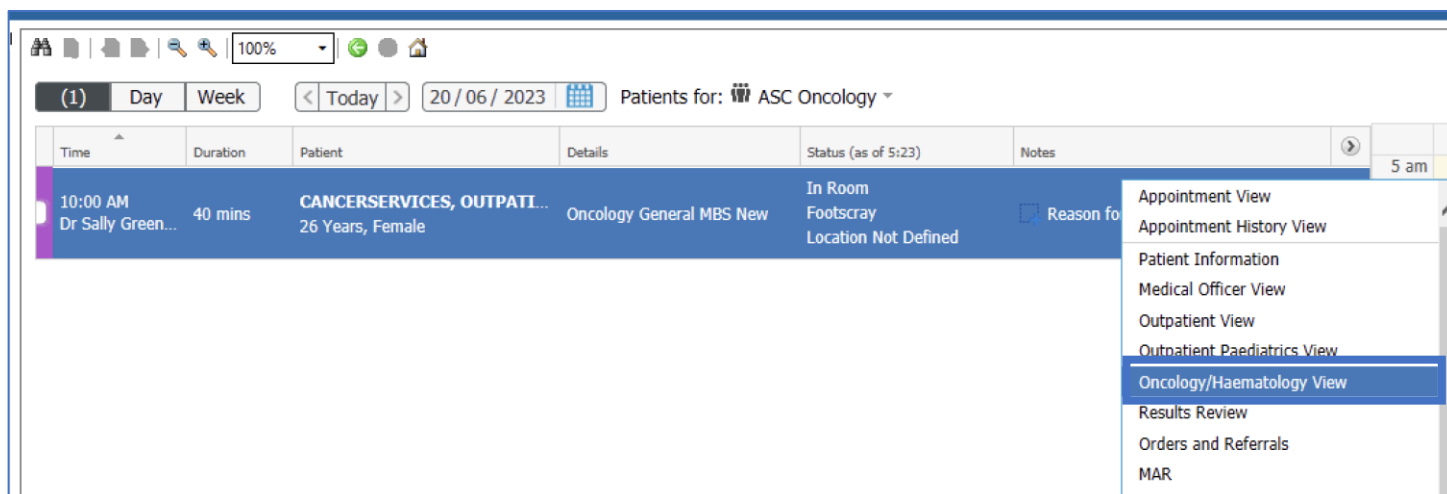 100%
(1) Day Week < Today > 20 / 06 / 2023 Patients for: ASC Oncology
Time Duration Patient Details Status (as of 5:23) Notes
5 am
10:00 AM
Dr Sally Green...
40 mins
CANCERSERVICES, OUTPATI...
26 Years, Female
Oncology General MBS New
In Room
Footscray
Location Not Defined
Reason fo
Appointment View
Appointment History View
Patient Information
Medical Officer View
Outpatient View
Outpatient Paediatrics View
Oncology/Haematology View
Results Review
Orders and Referrals
MAR